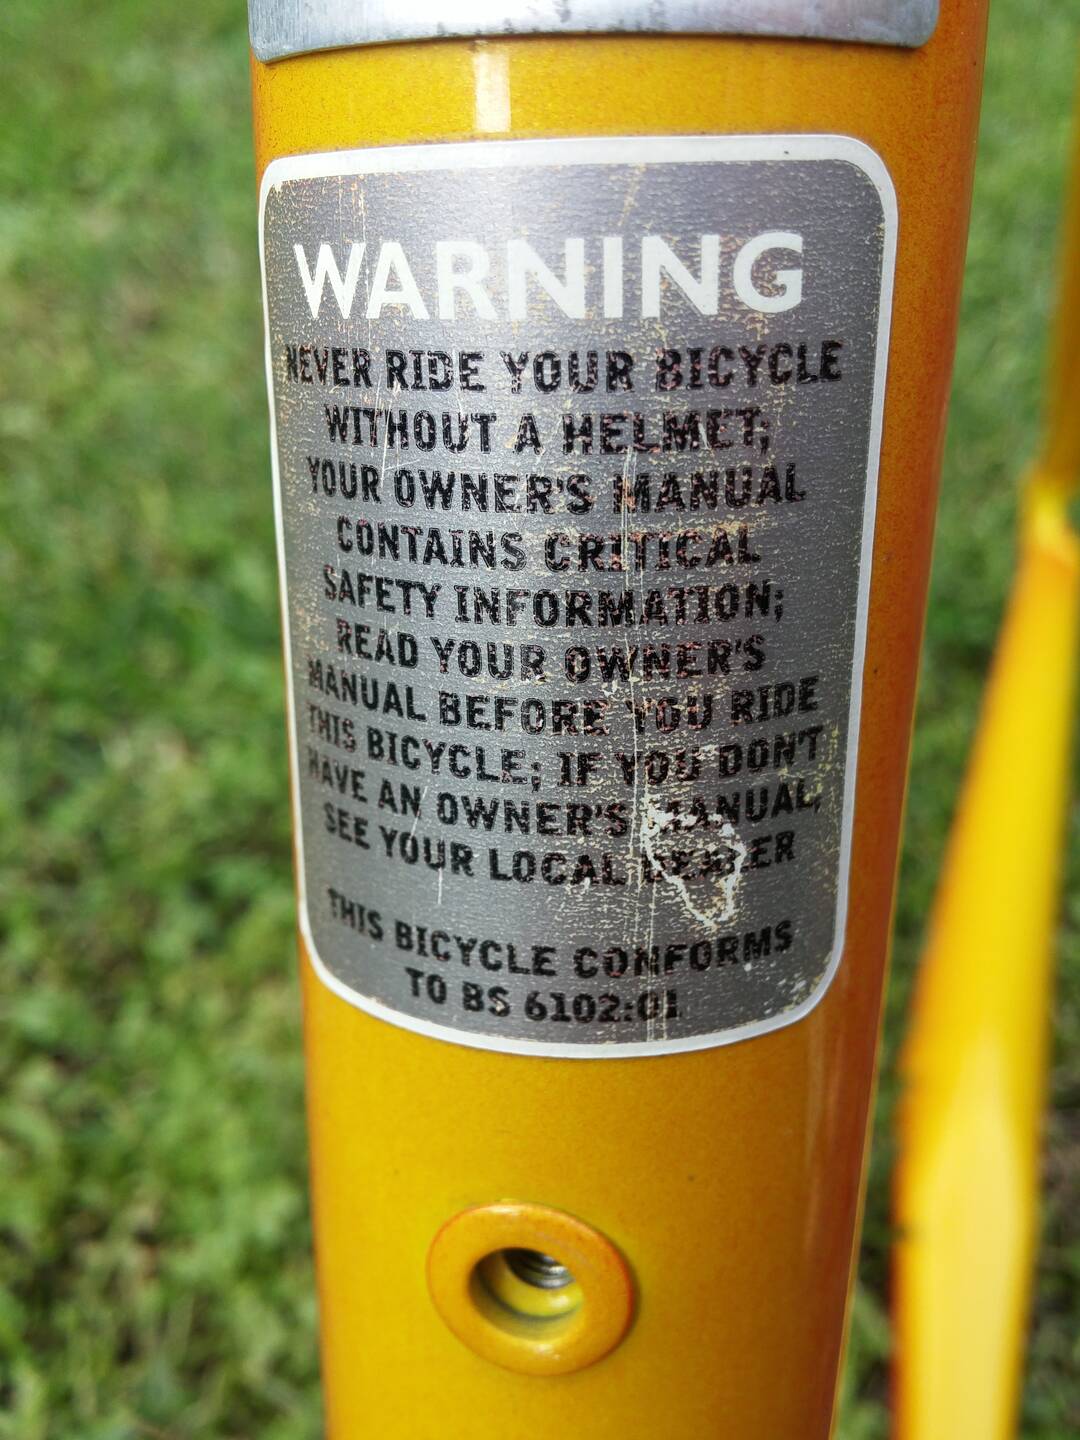 WARNING
NEVER RIDE YOUR BICYCLE
WITHOUT A HELMET;
YOUR OWNER'S MANUAL
CONTAINS CRITICAL
SAFETY INFORMATION;
READ YOUR OWNER'S
MANUAL BEFORE YOU RIDE
THIS BICYCLE; IF YOU DON'T
HAVE AN OWNER'S MANUAL,
SEE YOUR LOCAL DEALER
THIS BICYCLE CONFORMS
TO BS 6102:01